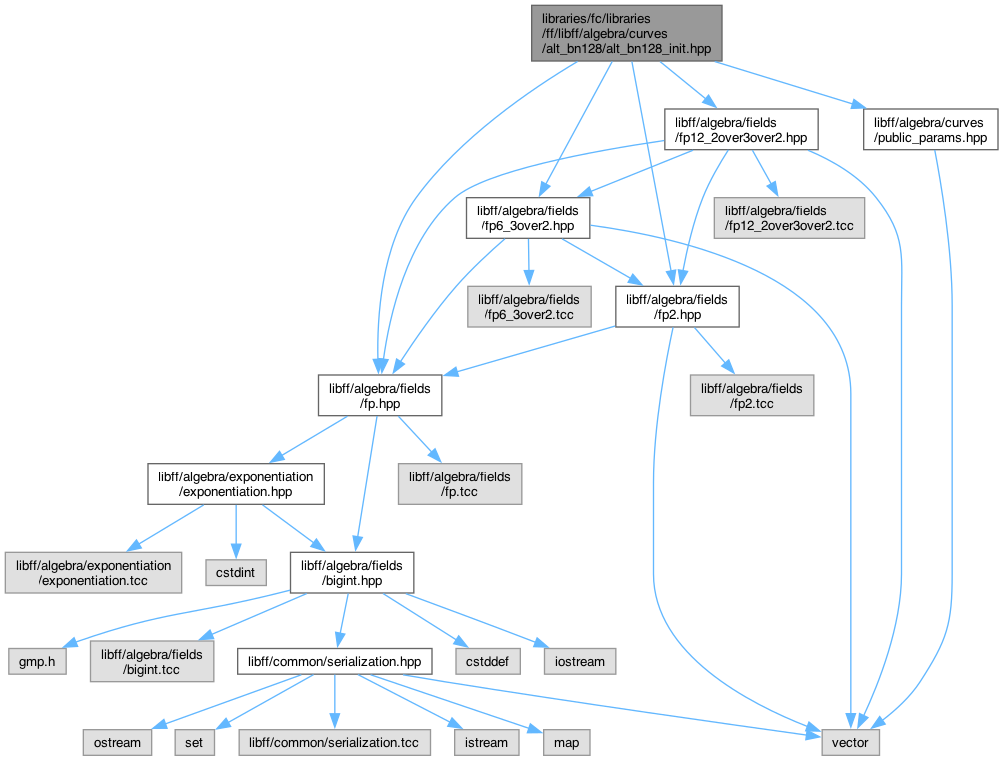 libraries/fc/libraries
/ff/libff/algebra/curves
/alt_bn128/alt_bn128_init.hpp
libff/algebra/fields
/fp12_2over3over2.hpp
libff/algebra/curves
/public_params.hpp
libff/algebra/fields
/fp6_3over2.hpp
libff/algebra/fields
/fp12_2over3over2.tcc
libff/algebra/fields
/fp6_3over2.tcc
libff/algebra/fields
/fp2.hpp
libff/algebra/fields
/fp.hpp
libff/algebra/fields
/fp2.tcc
libff/algebra/exponentiation
/exponentiation.hpp
libff/algebra/fields
/fp.tcc
libff/algebra/exponentiation
/exponentiation.tcc
cstdint
libff/algebra/fields
/bigint.hpp
gmp.h
libff/algebra/fields
/bigint.tcc
libff/common/serialization.hpp
cstddef
iostream
ostream
set
libff/common/serialization.tcc
istream
map
vector